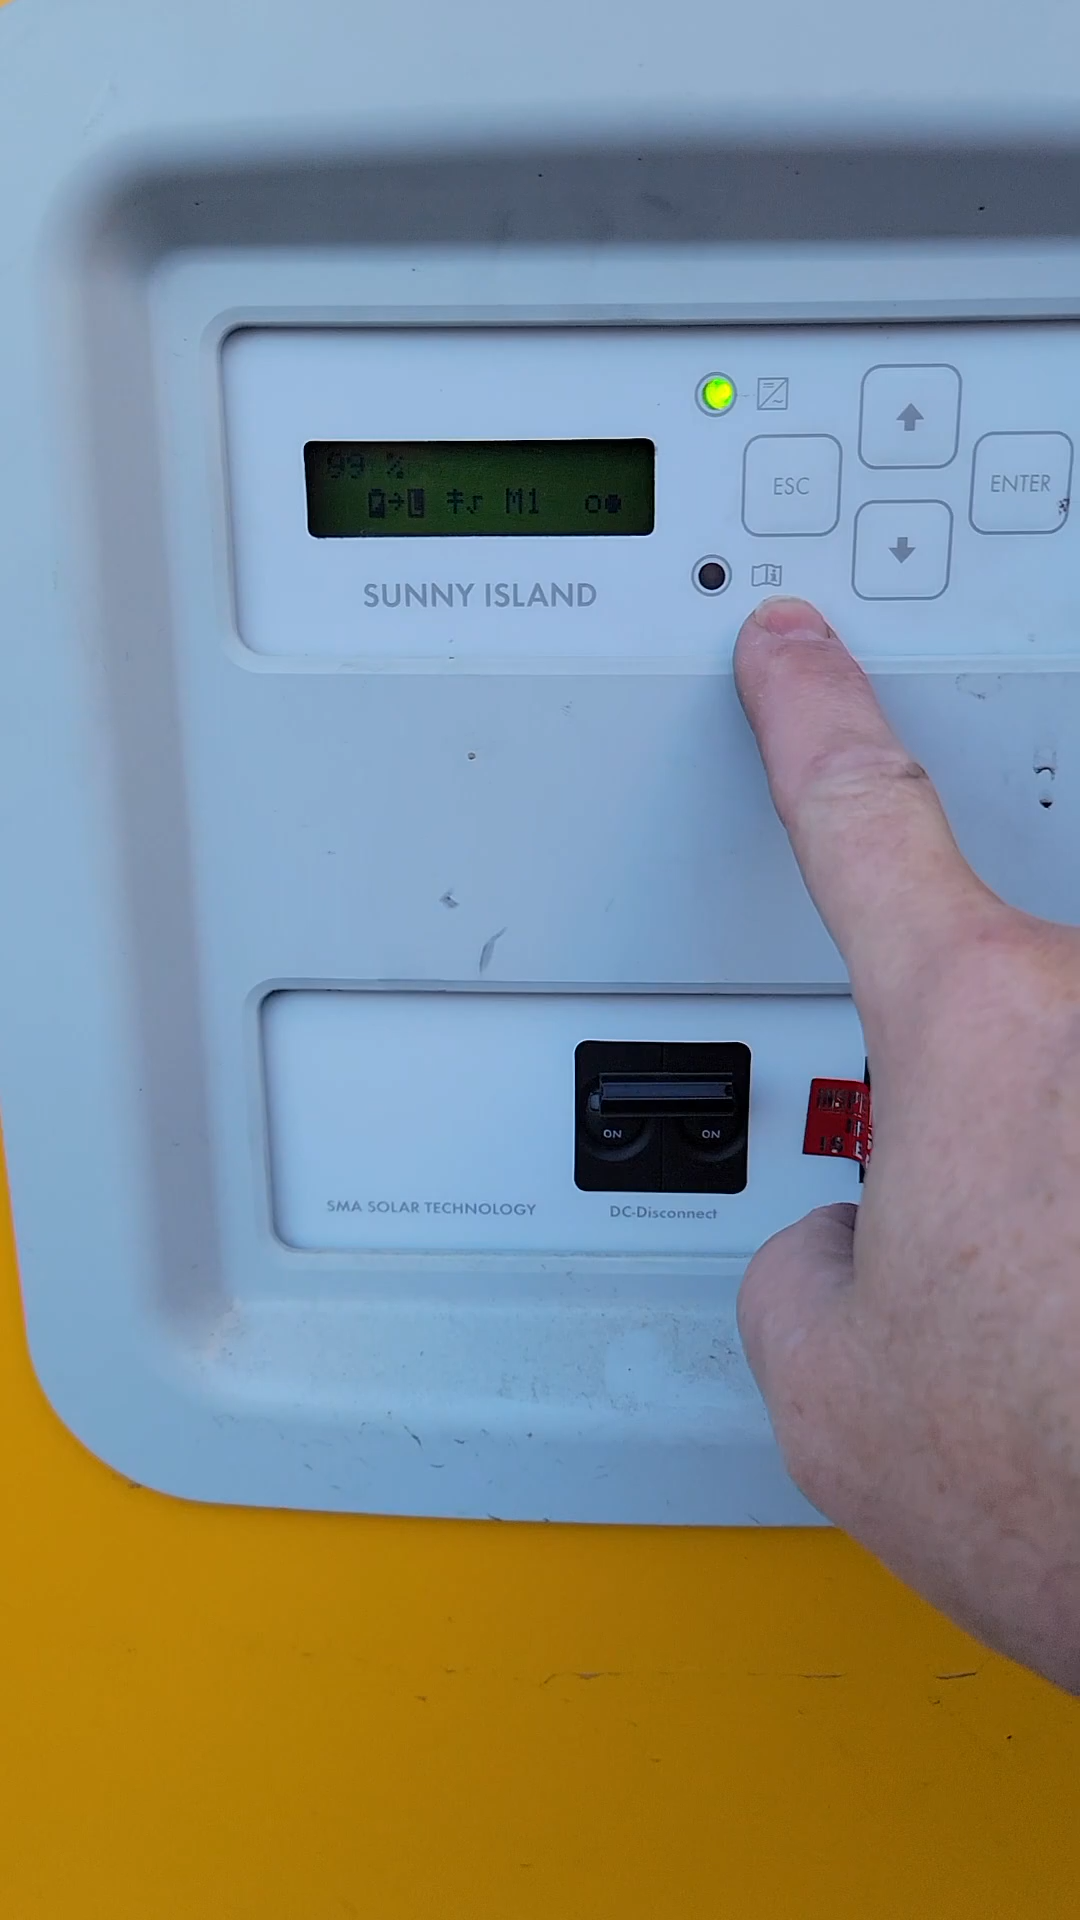 99 %
M1
SUNNY ISLAND
ESC
ENTER
ON ON
SMA SOLAR TECHNOLOGY
DC-Disconnect